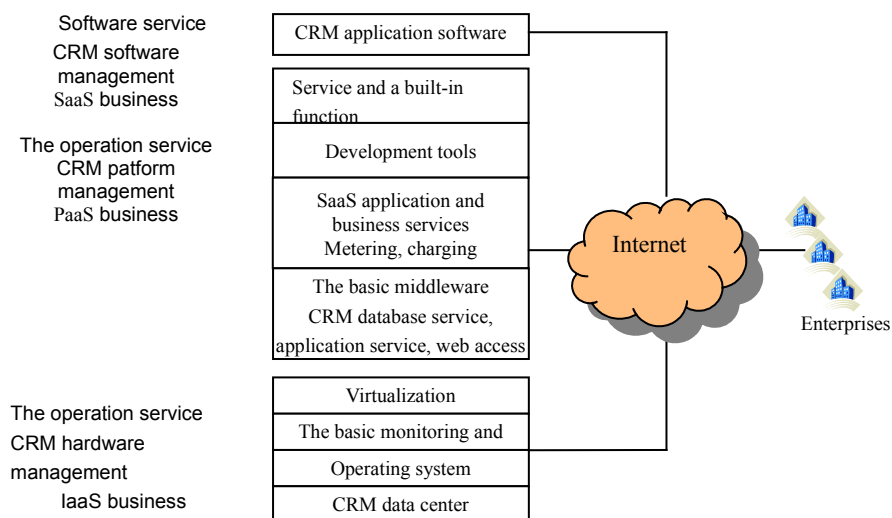 Software service
CRM software
management
SaaS business
CRM application software
The operation service
CRM patform
management
PaaS business
Service and a built-in
function
Development tools
SaaS application and
business services
Metering, charging
The basic middleware
CRM database service,
application service, web access
Internet
Enterprises
The operation service
CRM hardware
management
IaaS business
Virtualization
The basic monitoring and
Operating system
CRM data center